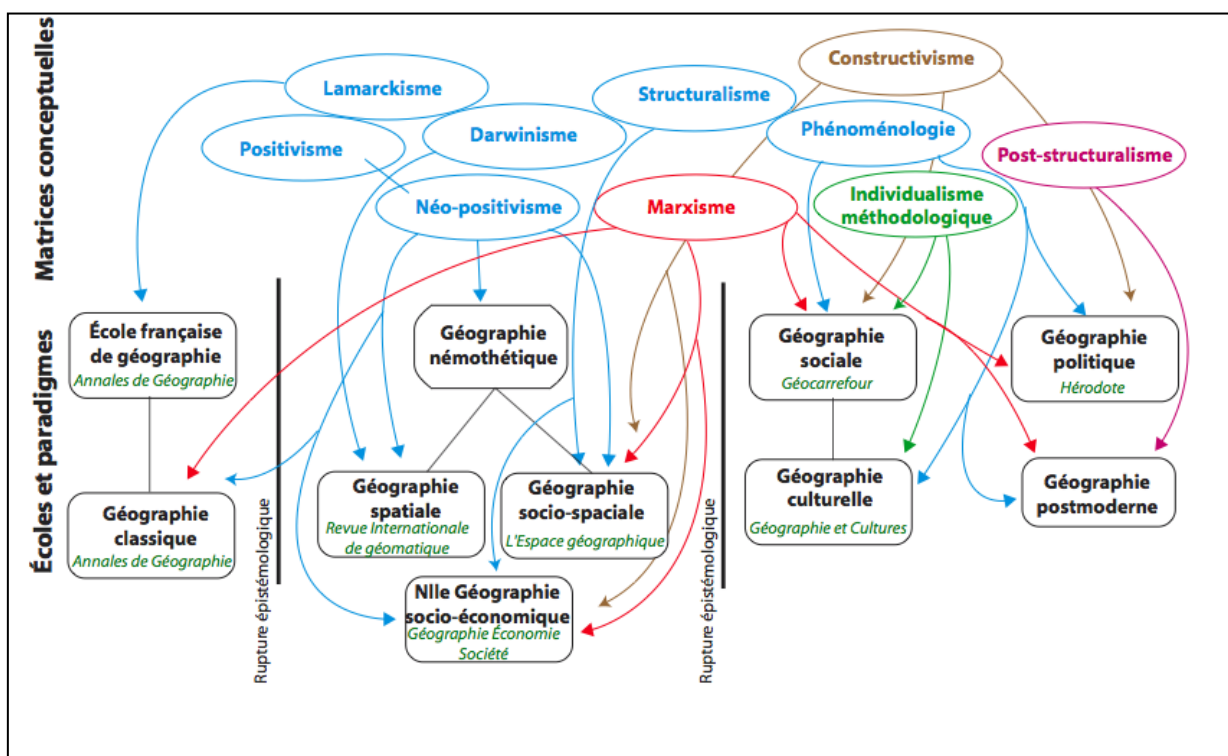 Matrices conceptuelles
Constructivisme
Lamarckisme
Structuralisme
Darwinisme
Phénoménologie
Positivisme
Post-structuralisme
Néo-positivisme
Marxisme
Individualisme
méthodologique
Écoles et paradigmes
École française
de géographie
Annales de Géographie
Géographie
némothétique
Géographie
sociale
Géocarrefour
Géographie
politique
Hérodote
Géographie
classique
Annales de Géographie
Rupture épistémologique
Géographie
spatiale
Revue Internationale
de géomatique
Géographie
socio-spaciale
L'Espace géographique
Nlle Géographie
socio-économique
Géographie Économie
Société
Rupture épistémologique
Géographie
culturelle
Géographie et Cultures
Géographie
postmoderne